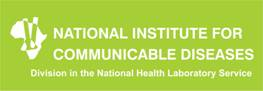 NATIONAL INSTITUTE FOR
COMMUNICABLE DISEASES
Division in the National Health Laboratory Service